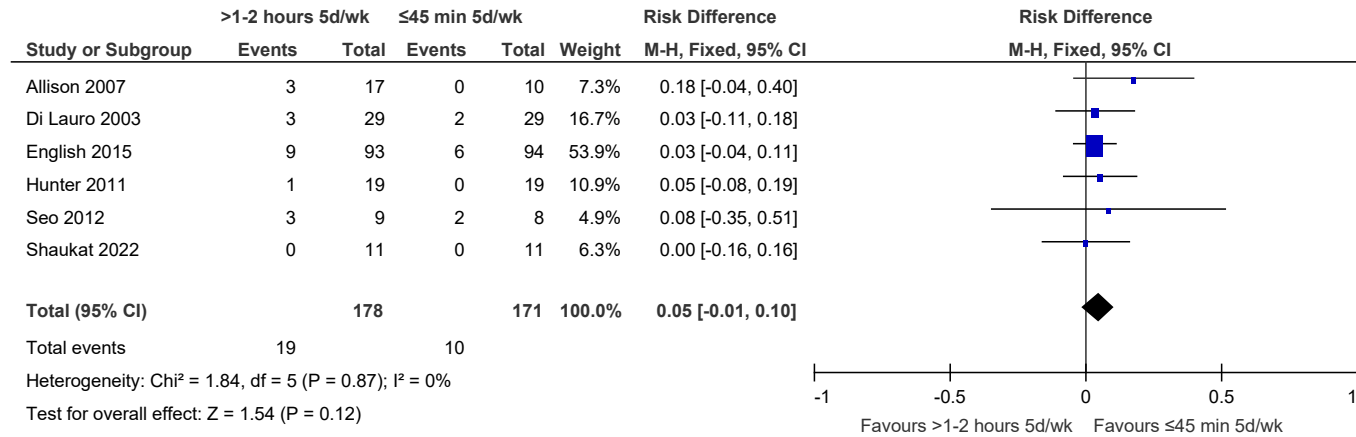 >1-2 hours 5d/wk ≤45 min 5d/wk Risk Difference Risk Difference
Study or Subgroup Events Total Events Total Weight M-H, Fixed, 95% CI M-H, Fixed, 95% CI
Allison 2007 3 17 0 10 7.3% 0.18 [-0.04, 0.40]
Di Lauro 2003 3 29 2 29 16.7% 0.03 [-0.11, 0.18]
English 2015 9 93 6 94 53.9% 0.03 [-0.04, 0.11]
Hunter 2011 1 19 0 19 10.9% 0.05 [-0.08, 0.19]
Seo 2012 3 9 2 8 4.9% 0.08 [-0.35, 0.51]
Shaukat 2022 0 11 0 11 6.3% 0.00 [-0.16, 0.16]
Total (95% CI) 178 171 100.0% 0.05 [-0.01, 0.10]
Total events 19 10
Heterogeneity: Chi² = 1.84, df = 5 (P = 0.87); I² = 0%
Test for overall effect: Z = 1.54 (P = 0.12)
-1 -0.5 0 0.5 1
Favours >1-2 hours 5d/wk Favours ≤45 min 5d/wk